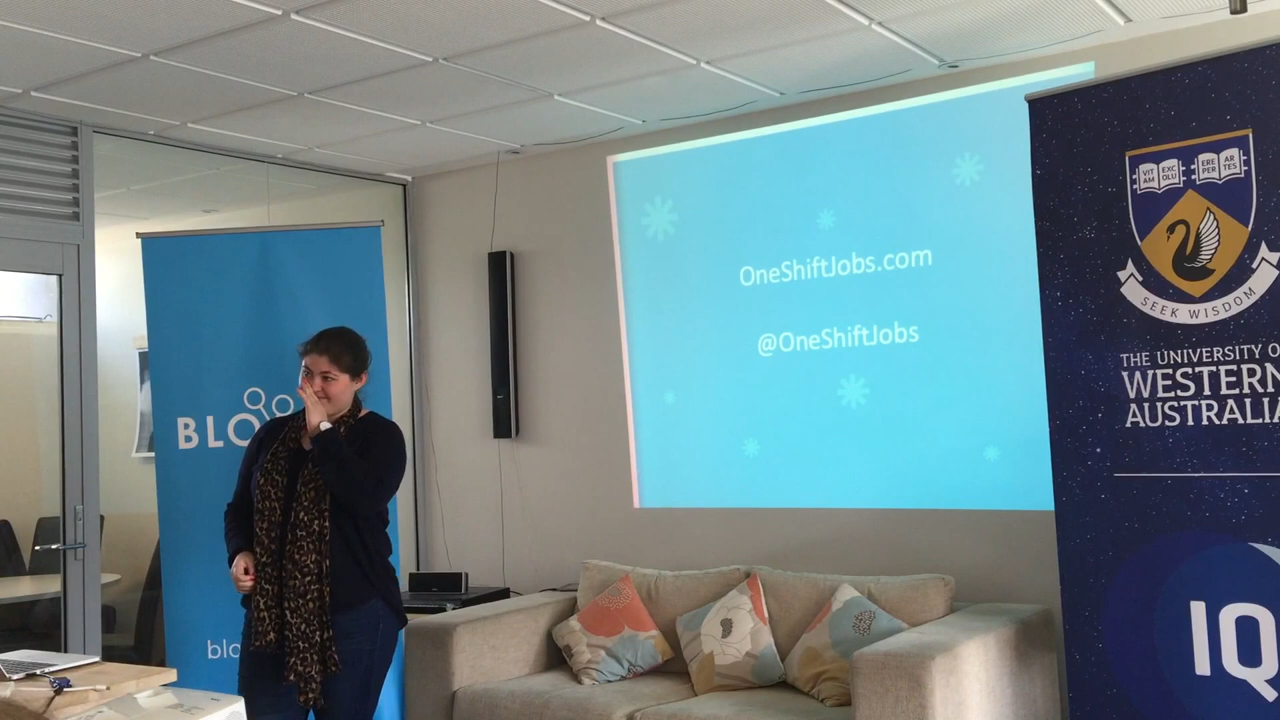 BLO
blo
OneShiftJobs.com
@OneShiftJobs
VIT
AM
EXC
OLU
ERE
PER
AR
TES
SEEK WISDOM
THE UNIVERSITY O
WESTERN
AUSTRALIA
IQ